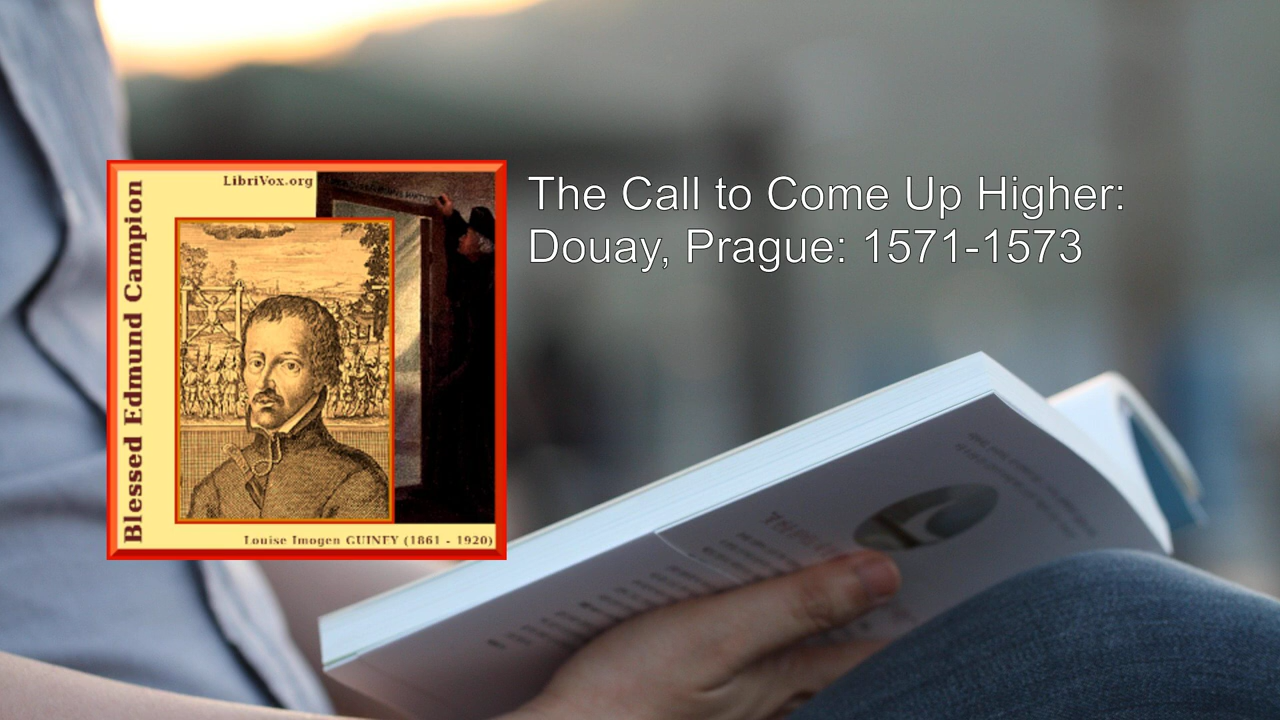 LibriVox.org
Blessed Edmund Campion
The Call to Come Up Higher:
Douay, Prague: 1571-1573
Louise Imogen GUINEY (1861 - 1920)